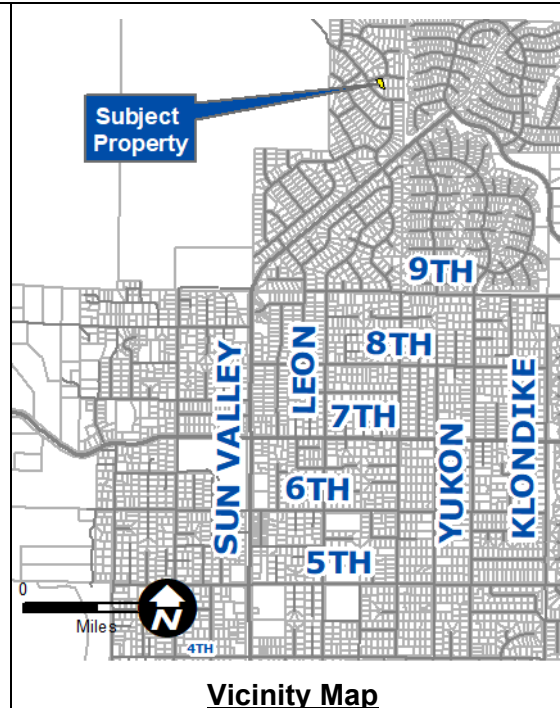 Subject
Property
9TH
8TH
LEON
SUN VALLEY
7TH
YUKON
KLONDIKE
6TH
5TH
0
N
Miles
4TH
Vicinity Map